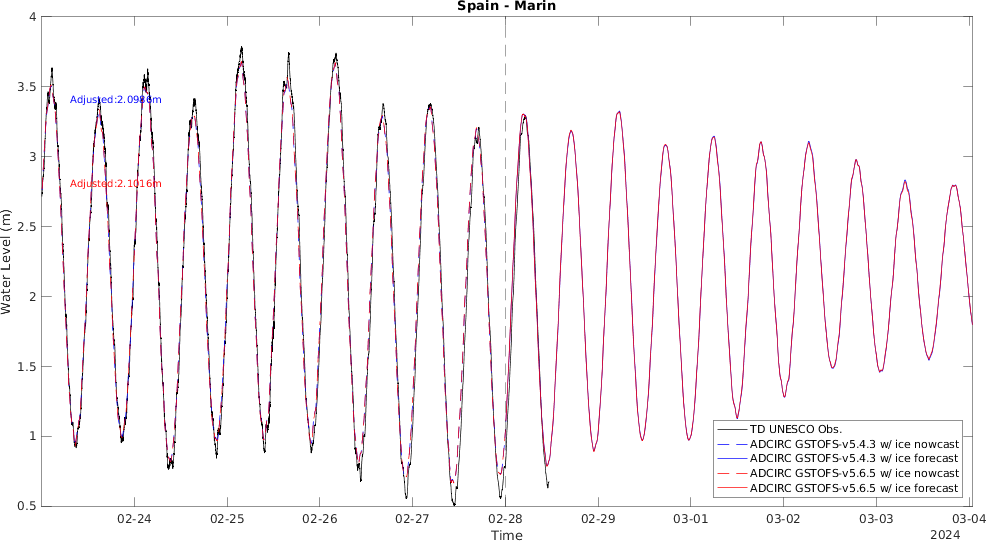 Spain - Marin
4
3.5
3
2.5
2
1.5
1
0.5
Water Level (m)
Adjusted:2.0986m
Adjusted:2.1016m
TD UNESCO Obs.
ADCIRC GSTOFS-v5.4.3 w/ ice nowcast
ADCIRC GSTOFS-v5.4.3 w/ ice forecast
ADCIRC GSTOFS-v5.6.5 w/ ice nowcast
ADCIRC GSTOFS-v5.6.5 w/ ice forecast
02-24 02-25 02-26 02-27 02-28 02-29 03-01 03-02 03-03 03-04
Time
2024